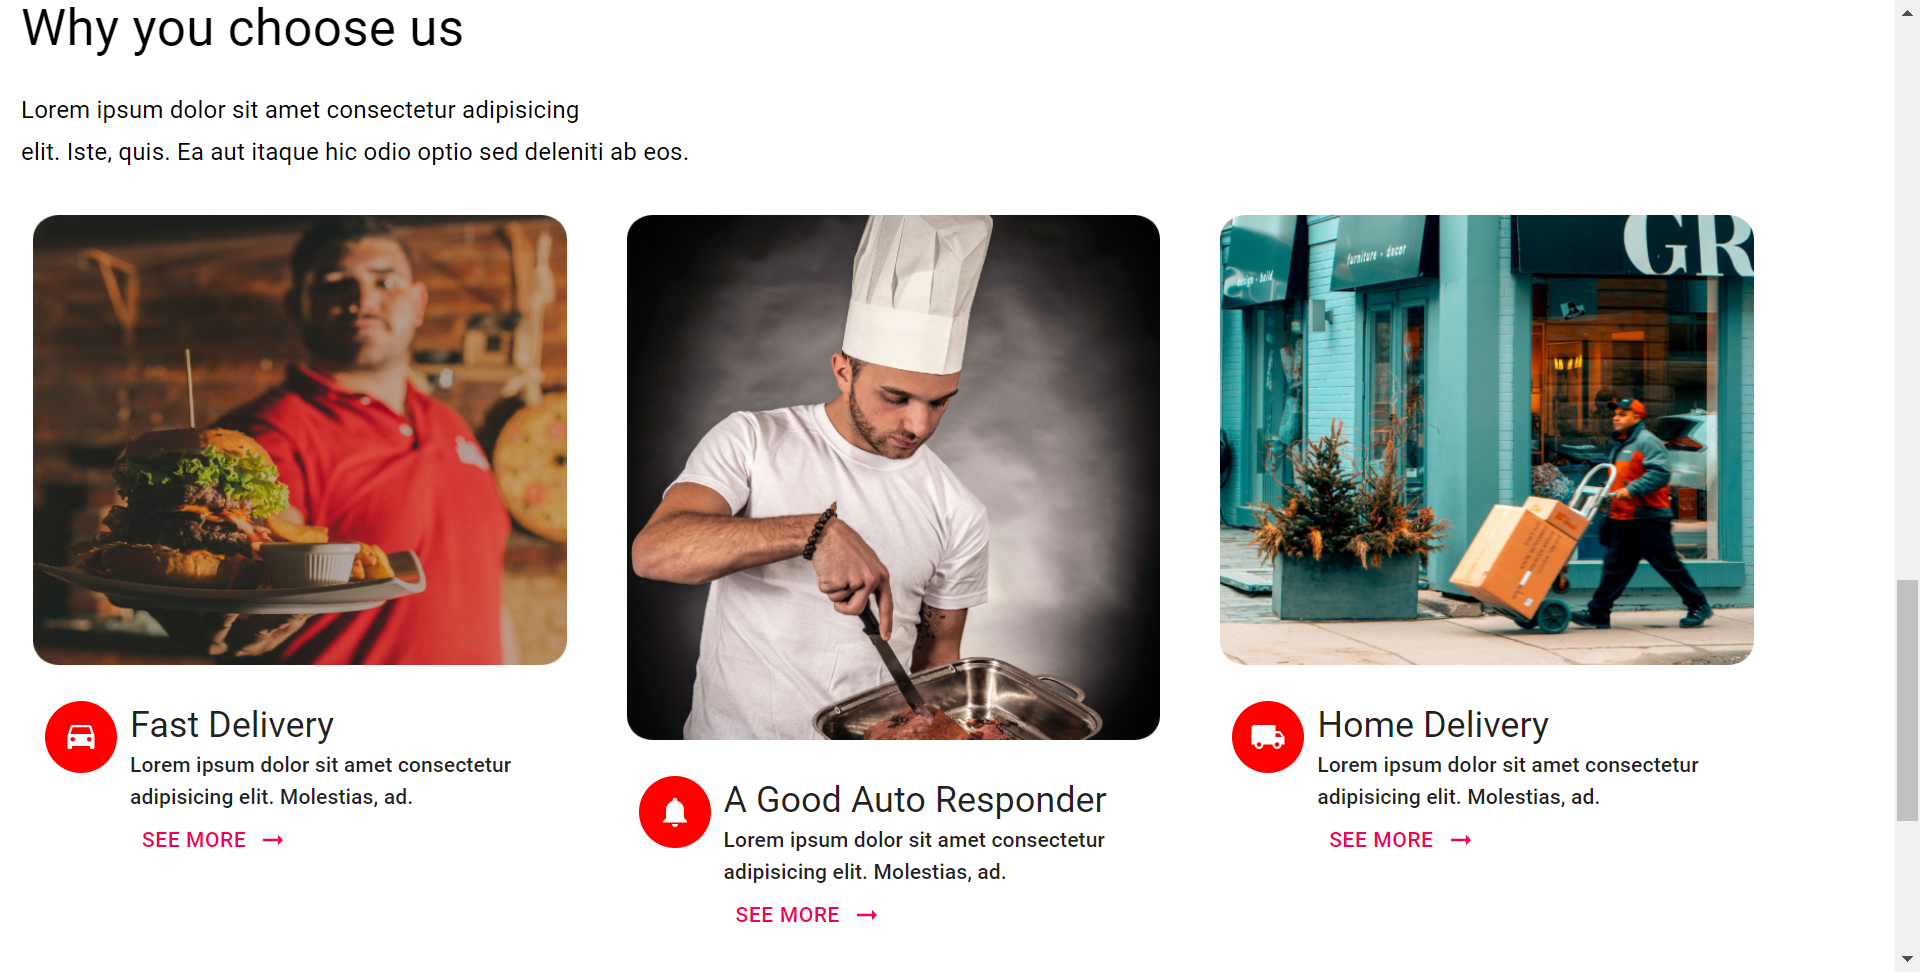 Why you choose us
Lorem ipsum dolor sit amet consectetur adipisicing
elit. Iste, quis. Ea aut itaque hic odio optio sed deleniti ab eos.
design - build
furniture - decor
GR
Fast Delivery
Lorem ipsum dolor sit amet consectetur
adipisicing elit. Molestias, ad.
SEE MORE
A Good Auto Responder
Lorem ipsum dolor sit amet consectetur
adipisicing elit. Molestias, ad.
SEE MORE
Home Delivery
Lorem ipsum dolor sit amet consectetur
adipisicing elit. Molestias, ad.
SEE MORE